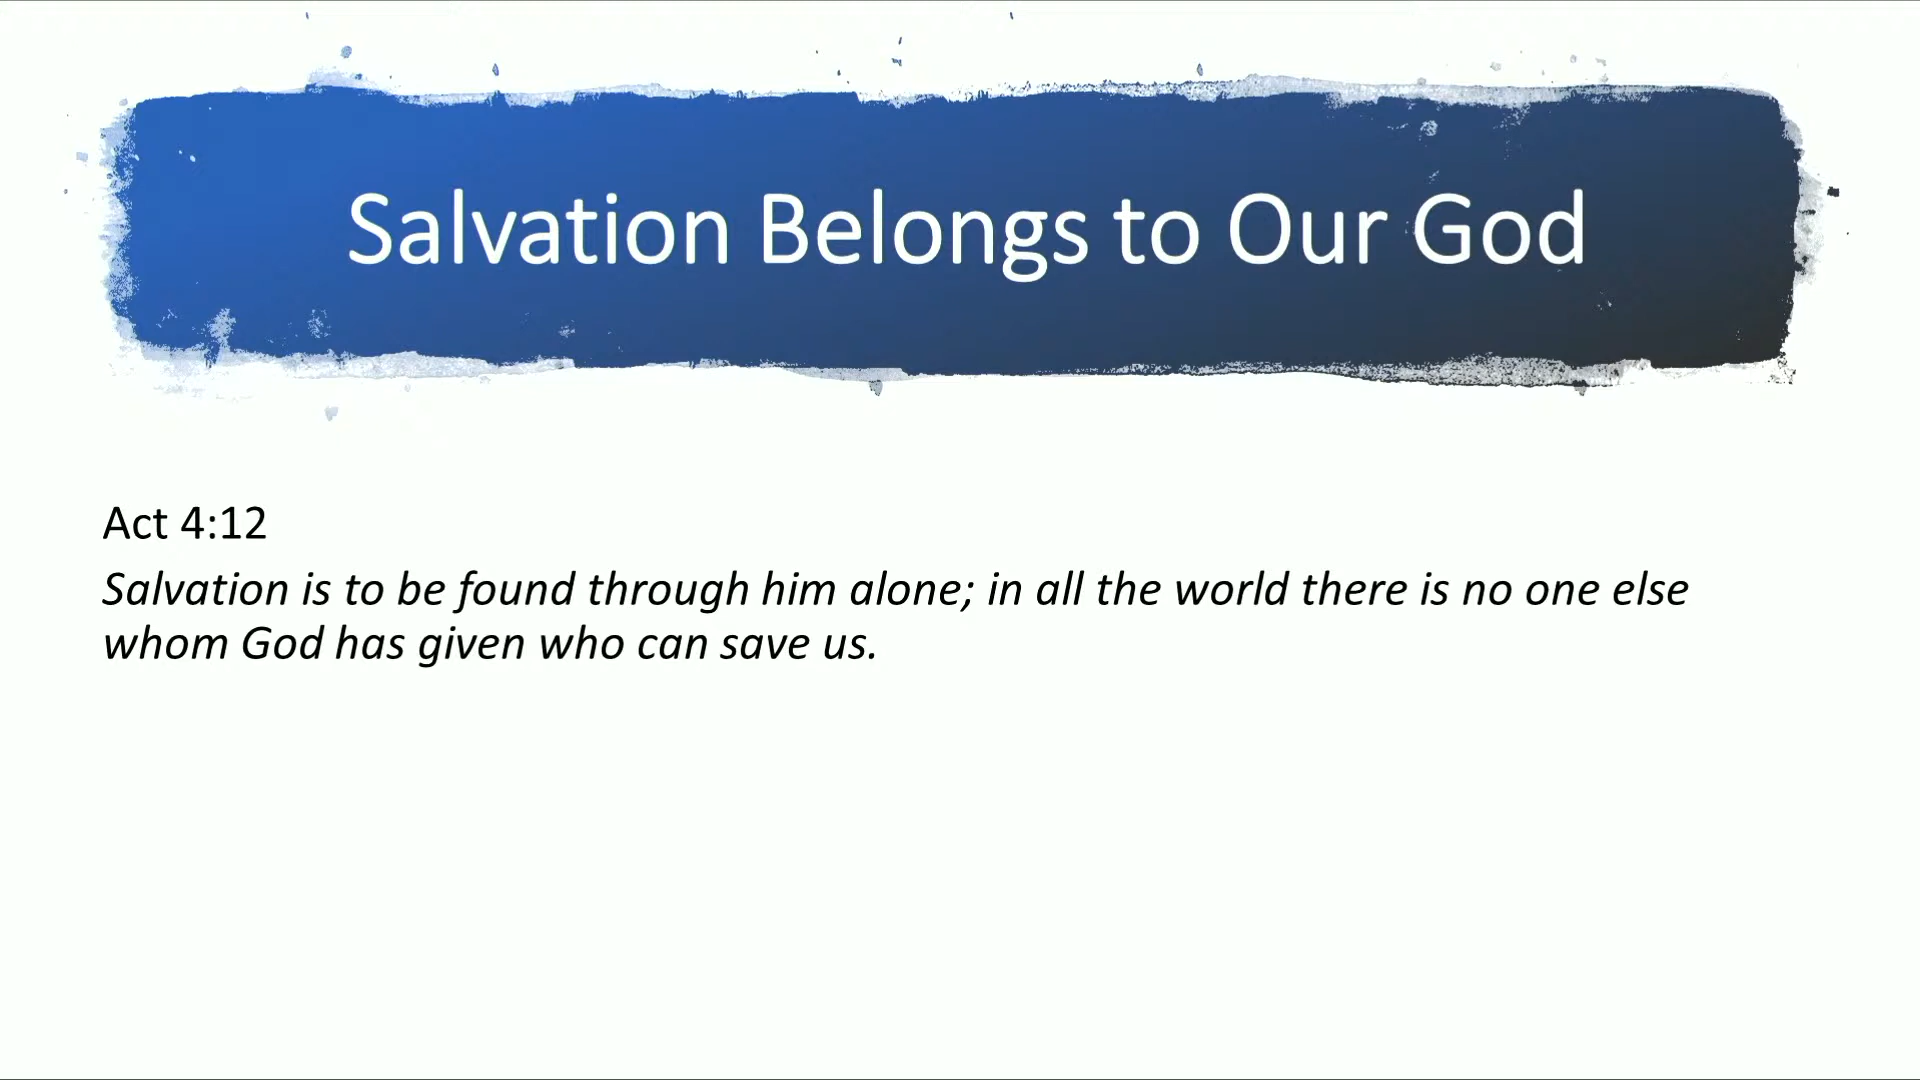 Salvation Belongs to Our God
Act 4:12
Salvation is to be found through him alone; in all the world there is no one else
whom God has given who can save us.